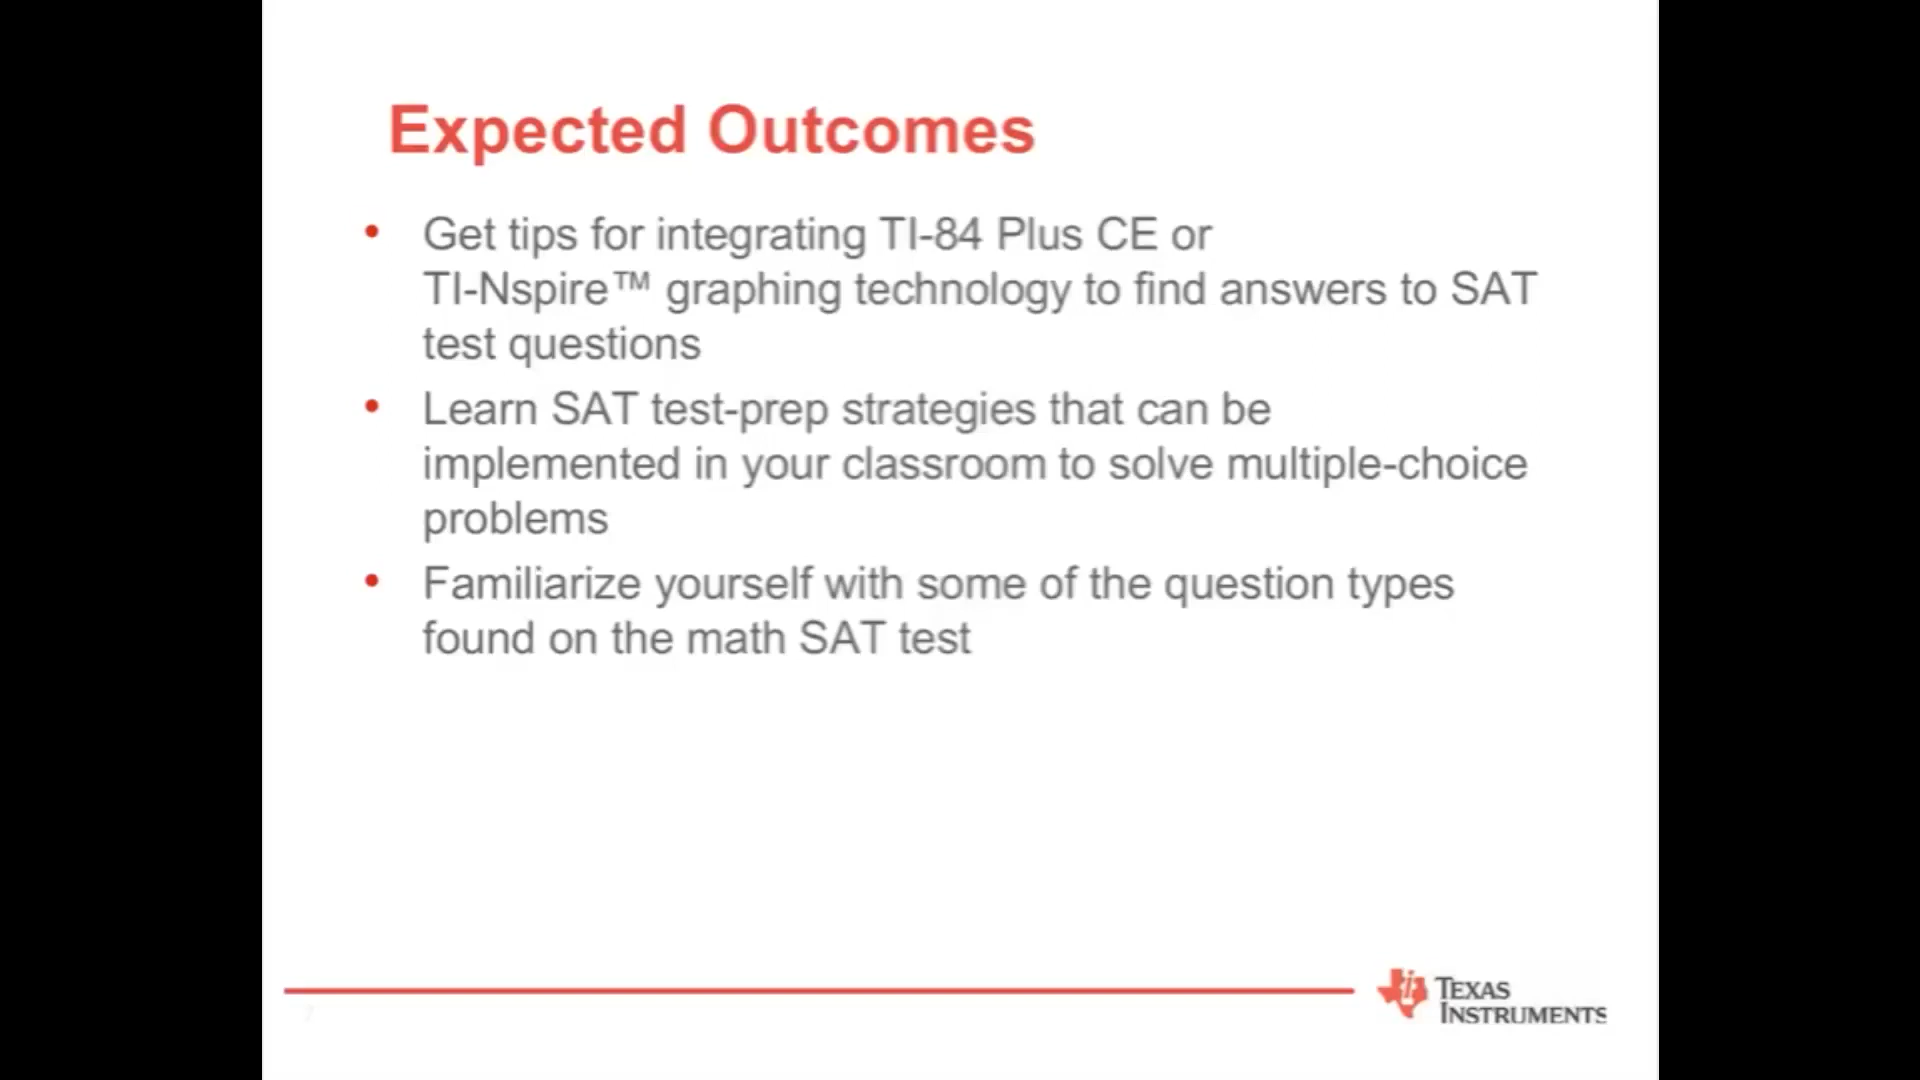 Expected Outcomes
• Get tips for integrating TI-84 Plus CE or
TI-Nspire™ graphing technology to find answers to SAT
test questions
• Learn SAT test-prep strategies that can be
implemented in your classroom to solve multiple-choice
problems
• Familiarize yourself with some of the question types
found on the math SAT test
TEXAS
INSTRUMENTS